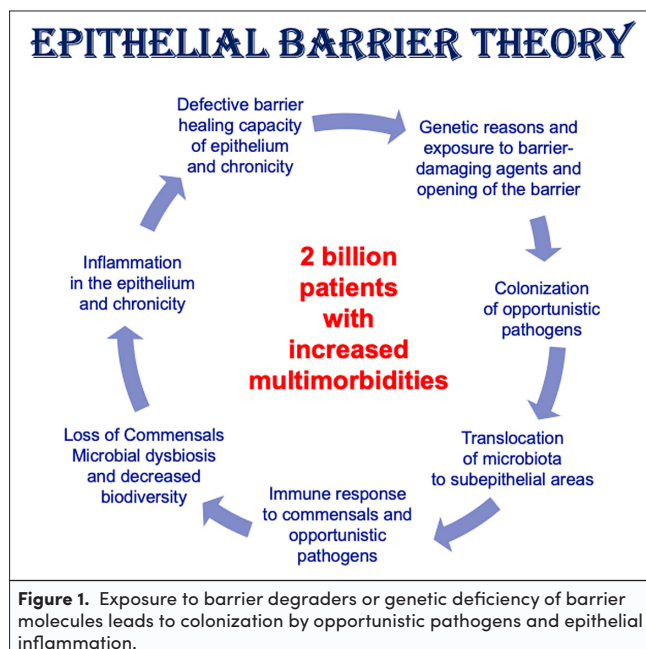 EPITHELIAL BARRIER THEORY
Defective barrier
healing capacity
of epithelium
and chronicity
Genetic reasons and
exposure to barrier-
damaging agents and
opening of the barrier
Colonization
of opportunistic
pathogens
Translocation
of microbiota
to subepithelial areas
Immune response
to commensals and
opportunistic
pathogens
Loss of Commensals
Microbial dysbiosis
and decreased
biodiversity
Inflammation
in the epithelium
and chronicity
2 billion
patients
with
increased
multimorbidities
Figure 1. Exposure to barrier degraders or genetic deficiency of barrier
molecules leads to colonization by opportunistic pathogens and epithelial
inflammation.